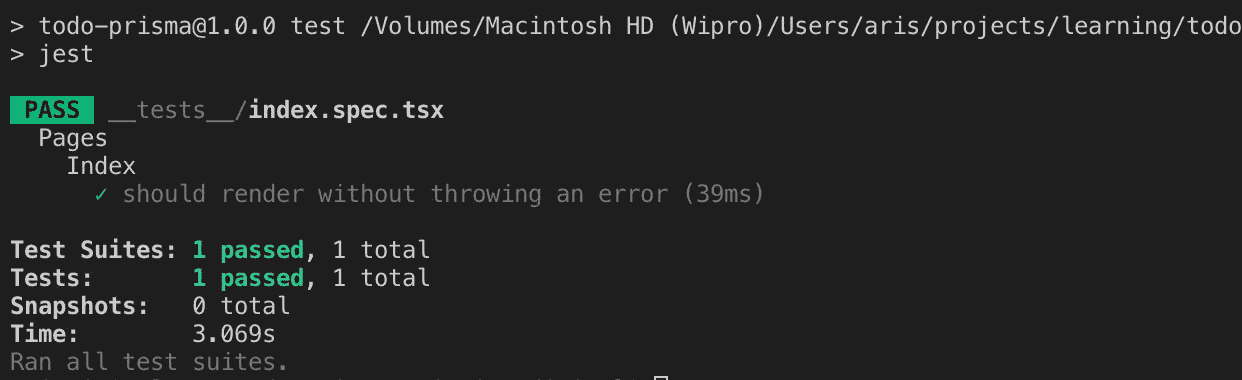 > todo-prisma@1.0.0 test /Volumes/Macintosh HD (Wipro)/Users/aris/projects/learning/todo
> jest
PASS __tests__/index.spec.tsx
Pages
Index
✓ should render without throwing an error (39ms)
Test Suites: 1 passed, 1 total
Tests: 1 passed, 1 total
Snapshots: 0 total
Time: 3.069s
Ran all test suites.